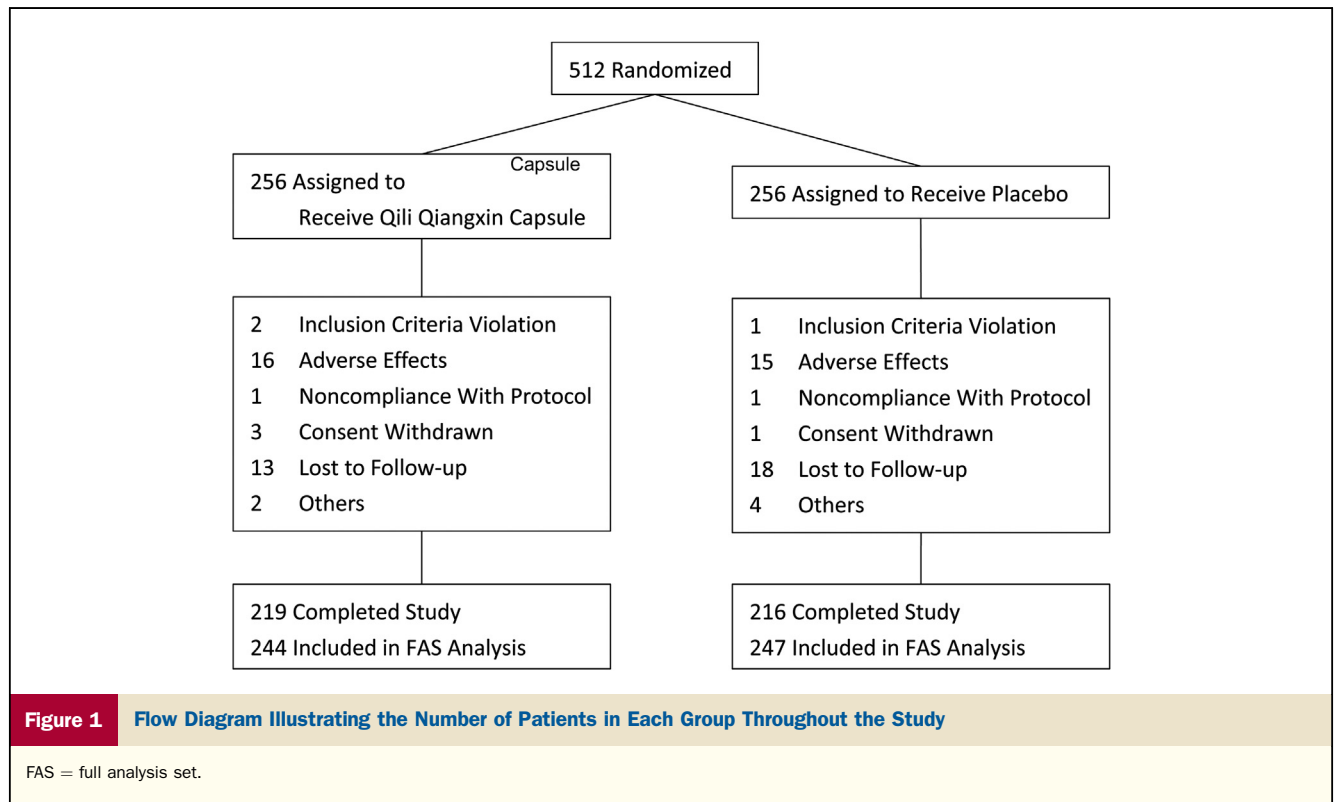 512 Randomized
Capsule
256 Assigned to
Receive Qili Qiangxin Capsule
256 Assigned to Receive Placebo
2 Inclusion Criteria Violation
16 Adverse Effects
1 Noncompliance With Protocol
3 Consent Withdrawn
13 Lost to Follow-up
2 Others
1 Inclusion Criteria Violation
15 Adverse Effects
1 Noncompliance With Protocol
1 Consent Withdrawn
18 Lost to Follow-up
4 Others
219 Completed Study
244 Included in FAS Analysis
216 Completed Study
247 Included in FAS Analysis
Figure 1 Flow Diagram Illustrating the Number of Patients in Each Group Throughout the Study
FAS = full analysis set.